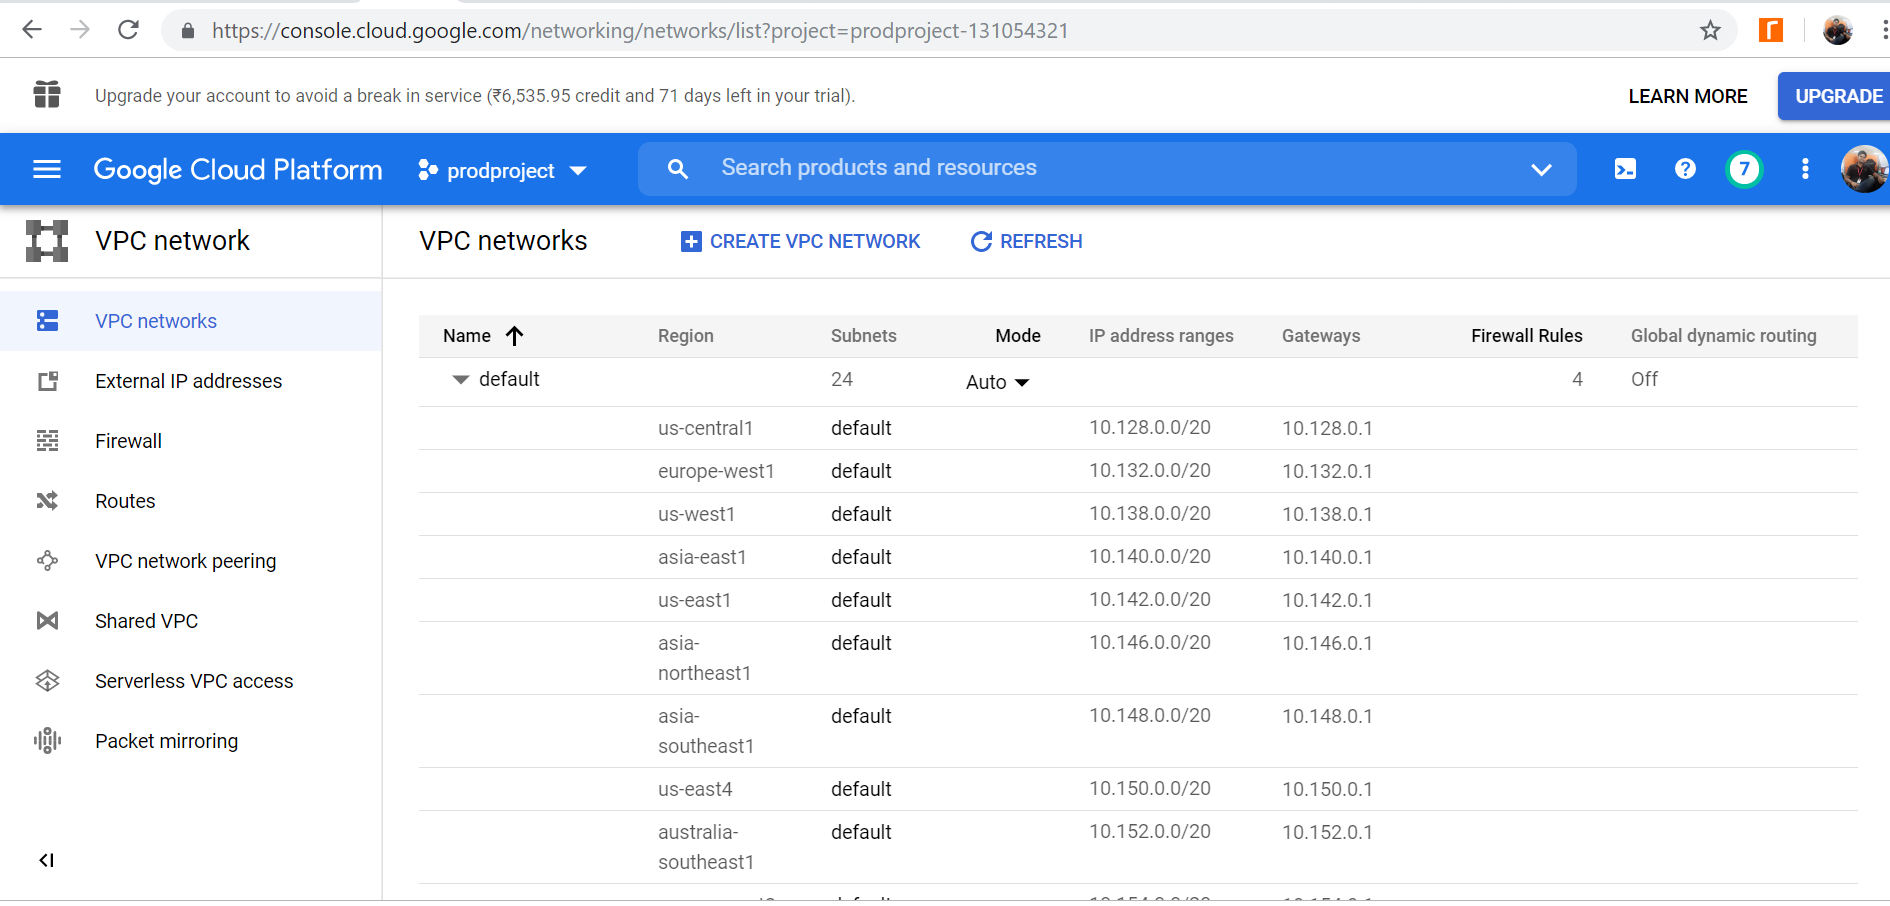 https://console.cloud.google.com/networking/networks/list?project=prodproject-131054321
Upgrade your account to avoid a break in service (₹6,535.95 credit and 71 days left in your trial).
LEARN MORE
UPGRADE
Google Cloud Platform
prodproject
Search products and resources
7
VPC network
VPC networks
External IP addresses
Firewall
Routes
VPC network peering
Shared VPC
Serverless VPC access
Packet mirroring
VPC networks
CREATE VPC NETWORK
REFRESH
Name Region Subnets Mode IP address ranges Gateways Firewall Rules Global dynamic routing
default 24 Auto 4 Off
us-central1 default 10.128.0.0/20 10.128.0.1
europe-west1 default 10.132.0.0/20 10.132.0.1
us-west1 default 10.138.0.0/20 10.138.0.1
asia-east1 default 10.140.0.0/20 10.140.0.1
us-east1 default 10.142.0.0/20 10.142.0.1
asia- default 10.146.0.0/20 10.146.0.1
northeast1
asia- default 10.148.0.0/20 10.148.0.1
southeast1
us-east4 default 10.150.0.0/20 10.150.0.1
australia- default 10.152.0.0/20 10.152.0.1
southeast1